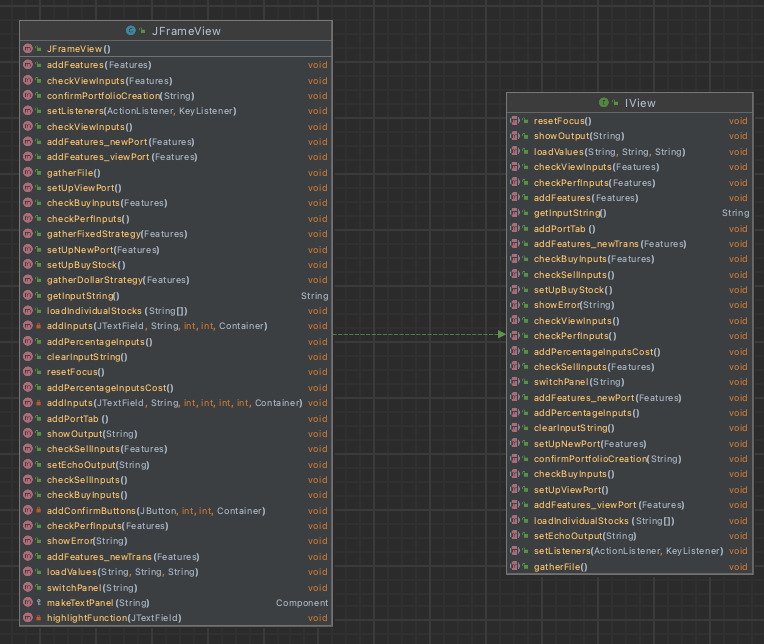 JFrameView
JFrameView()
addFeatures(Features) void
checkViewInputs(Features) void
confirmPortfolioCreation(String) void
setListeners(ActionListener, KeyListener) void
checkViewInputs() void
addFeatures_newPort(Features) void
addFeatures_viewPort(Features) void
gatherFile() void
setUpViewPort() void
checkBuyInputs(Features) void
checkPerfInputs() void
gatherFixedStrategy(Features) void
setUpNewPort(Features) void
setUpBuyStock() void
gatherDollarStrategy(Features) void
getInputString() String
loadIndividualStocks(String[]) void
addInputs(JTextField, String, int, int, Container) void
addPercentageInputs() void
clearInputString() void
resetFocus() void
addPercentageInputsCost() void
addInputs(JTextField, String, int, int, int, int, Container) void
addPortTab() void
showOutput(String) void
checkSellInputs(Features) void
setEchoOutput(String) void
checkSellInputs() void
checkBuyInputs() void
addConfirmButtons(JButton, int, int, Container) void
checkPerfInputs(Features) void
showError(String) void
addFeatures_newTrans(Features) void
loadValues(String, String, String) void
switchPanel(String) void
makeTextPanel(String) Component
highlightFunction(JTextField) void
IView
resetFocus() void
showOutput(String) void
loadValues(String, String, String) void
checkViewInputs(Features) void
checkPerfInputs(Features) void
addFeatures(Features) void
getInputString() String
addPortTab() void
addFeatures_newTrans(Features) void
checkBuyInputs(Features) void
checkSellInputs() void
setUpBuyStock() void
showError(String) void
checkViewInputs() void
checkPerfInputs() void
addPercentageInputsCost() void
checkSellInputs(Features) void
switchPanel(String) void
addFeatures_newPort(Features) void
addPercentageInputs() void
clearInputString() void
setUpNewPort(Features) void
confirmPortfolioCreation(String) void
checkBuyInputs() void
setUpViewPort() void
addFeatures_viewPort(Features) void
loadIndividualStocks(String[]) void
setEchoOutput(String) void
setListeners(ActionListener, KeyListener) void
gatherFile() void